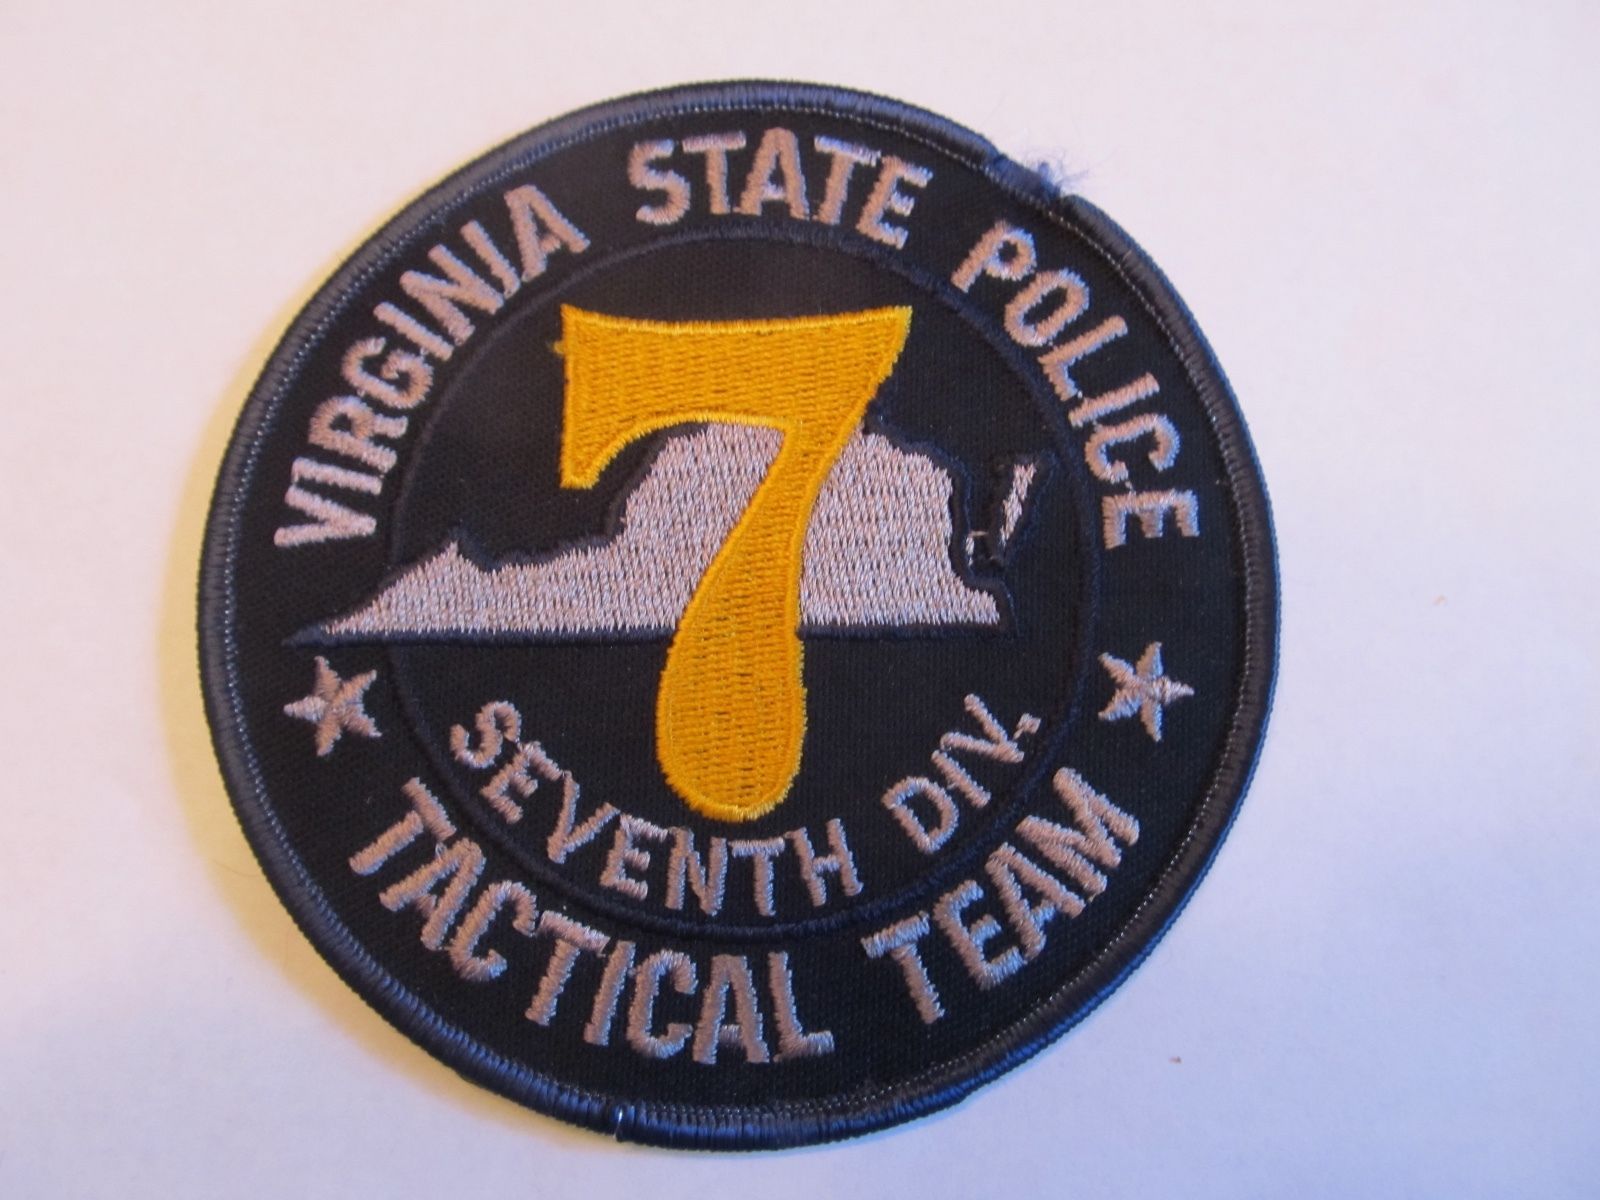 VIRGINIA STATE POLICE
7
SEVENTH DIV.
TACTICAL TEAM